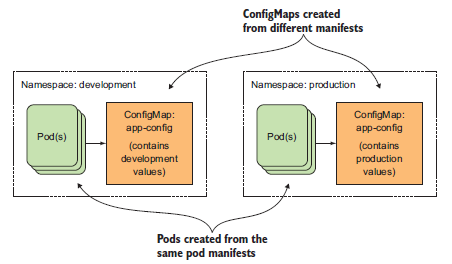 ConfigMaps created
from different manifests
Namespace: development
Namespace: production
Pod(s)
ConfigMap:
app-config
(contains
development
values)
Pod(s)
ConfigMap:
app-config
(contains
production
values)
Pods created from the
same pod manifests